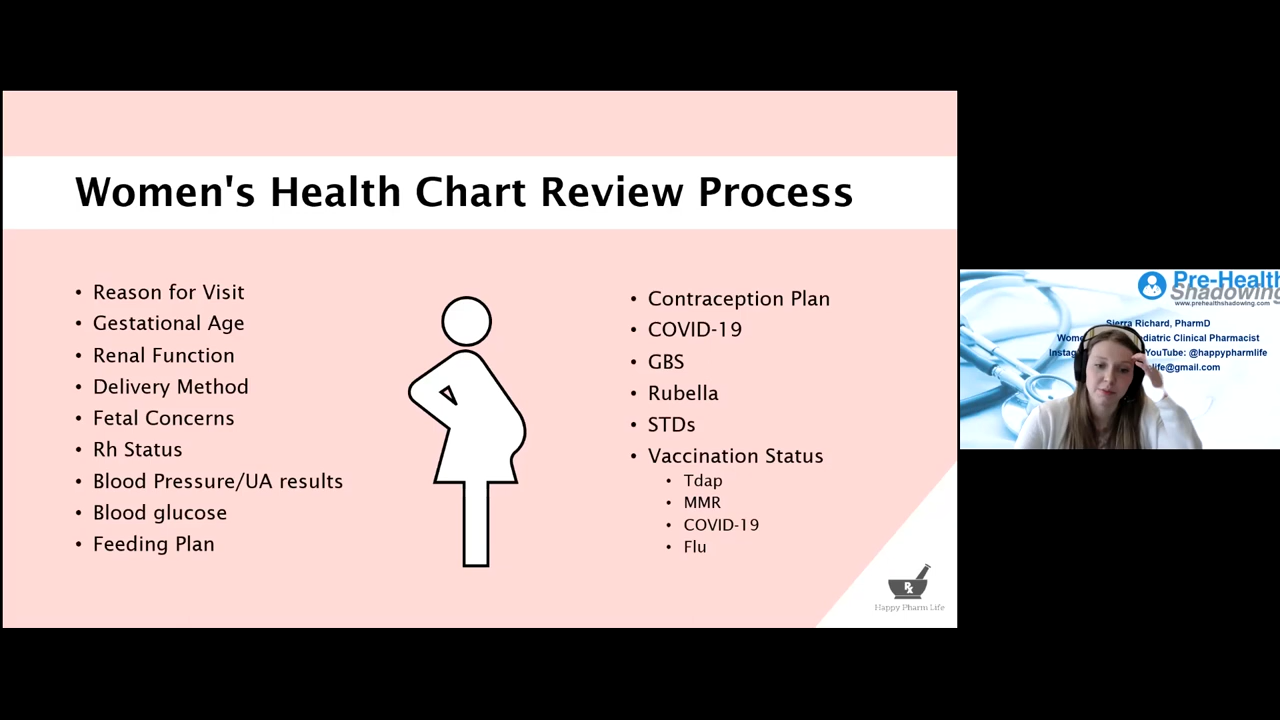 Women's Health Chart Review Process
• Reason for Visit
• Gestational Age
• Renal Function
• Delivery Method
• Fetal Concerns
• Rh Status
• Blood Pressure/UA results
• Blood glucose
• Feeding Plan
• Contraception Plan
• COVID-19
• GBS
• Rubella
• STDs
• Vaccination Status
• Tdap
• MMR
• COVID-19
• Flu
Rx
Happy Pharm Life
Pre-Health
Shadowing
www.prehealthshadowing.com
Sierra Richard, PharmD
Clinical Pharmacist
YouTube: @happypharmlife
@gmail.com